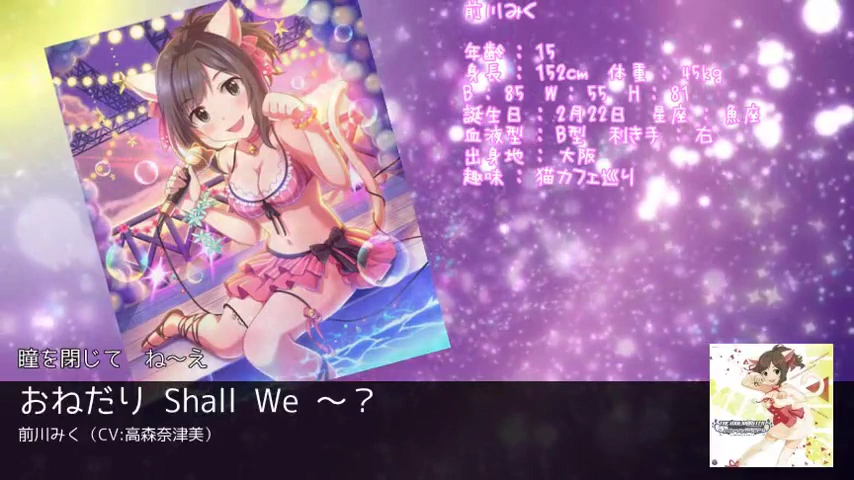 前川みく
年齢 : 15
身長 : 152cm 体重 : 45kg
B : 85 W : 55 H : 81
誕生日 : 2月22日 星座 : 魚座
血液型 : B型 利き手 : 右
出身地 : 大阪
趣味 : 猫カフェ巡り
瞳を閉じて ね～え
おねだり Shall We ～？
前川みく（CV:高森奈津美）